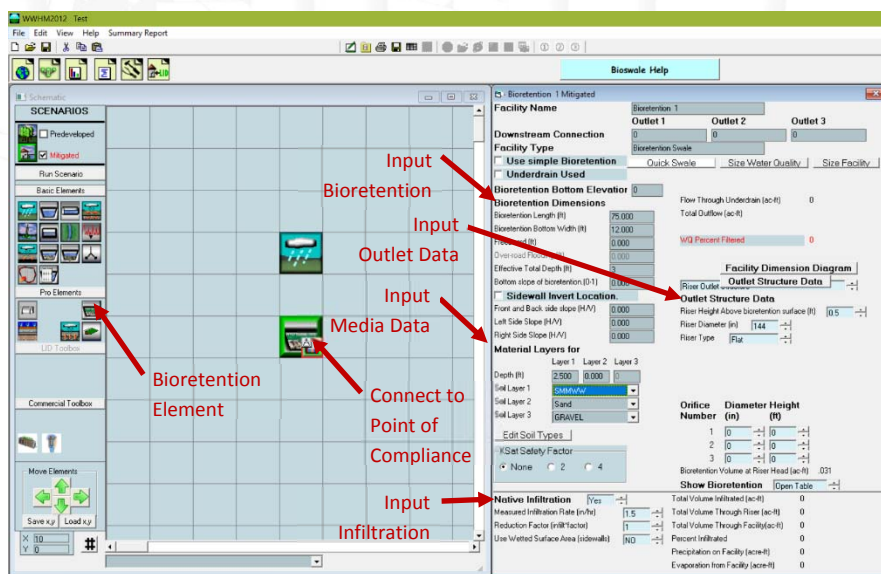 WWHM2012 Test
File Edit View Help Summary Report
Bioswale Help
Schematic
SCENARIOS
Predeveloped
Mitigated
Run Scenario
Basic Elements
Pro Elements
LID Toolbox
Commercial Toolbox
Move Elements
Save x,y Load x,y
X 10
Y 0
#
Input
Bioretention
Input
Outlet Data
Input
Media Data
Bioretention
Element
Connect to
Point of
Compliance
Input
Infiltration
Bioretention 1 Mitigated
Facility Name Bioretention 1
Outlet 1 Outlet 2 Outlet 3
Downstream Connection 0 0 0
Facility Type Bioretention Swale
Use simple Bioretention Quick Swale Size Water Quality Size Facility
Underdrain Used
Bioretention Bottom Elevation 0
Bioretention Dimensions
Bioretention Length (ft) 75.000
Bioretention Bottom Width (ft) 12.000
Freeboard (ft) 0.000
Over-road Flooding (ft) 0.000
Effective Total Depth (ft) 3
Bottom slope of bioretention.(0-1) 0.000
Sidewall Invert Location.
Front and Back side slope (H/V) 0.000
Left Side Slope (H/V) 0.000
Right Side Slope (H/V) 0.000
Material Layers for
Layer 1 Layer 2 Layer 3
Depth (ft) 2.500 0.000 0
Soil Layer 1 SMMWW
Soil Layer 2 Sand
Soil Layer 3 GRAVEL
Edit Soil Types
KSat Safety Factor
None 2 4
Flow Through Underdrain (ac-ft) 0
Total Outflow (ac-ft)
WQ Percent Filtered 0
Facility Dimension Diagram
Riser Outlet Structure
Outlet Structure Data
Outlet Structure Data
Riser Height Above bioretention surface (ft) 0.5
Riser Diameter (in) 144
Riser Type Flat
Orifice Diameter Height
Number (in) (ft)
1 0 0
2 0 0
3 0 0
Bioretention Volume at Riser Head (ac-ft) .031
Show Bioretention Open Table
Native Infiltration Yes
Measured Infiltration Rate (in/hr) 1.5
Reduction Factor (infilt*factor) 1
Use Wetted Surface Area (sidewalls) NO
Total Volume Infiltrated (ac-ft) 0
Total Volume Through Riser (ac-ft) 0
Total Volume Through Facility(ac-ft) 0
Percent Infiltrated 0
Precipitation on Facility (acre-ft) 0
Evaporation from Facility (acre-ft) 0